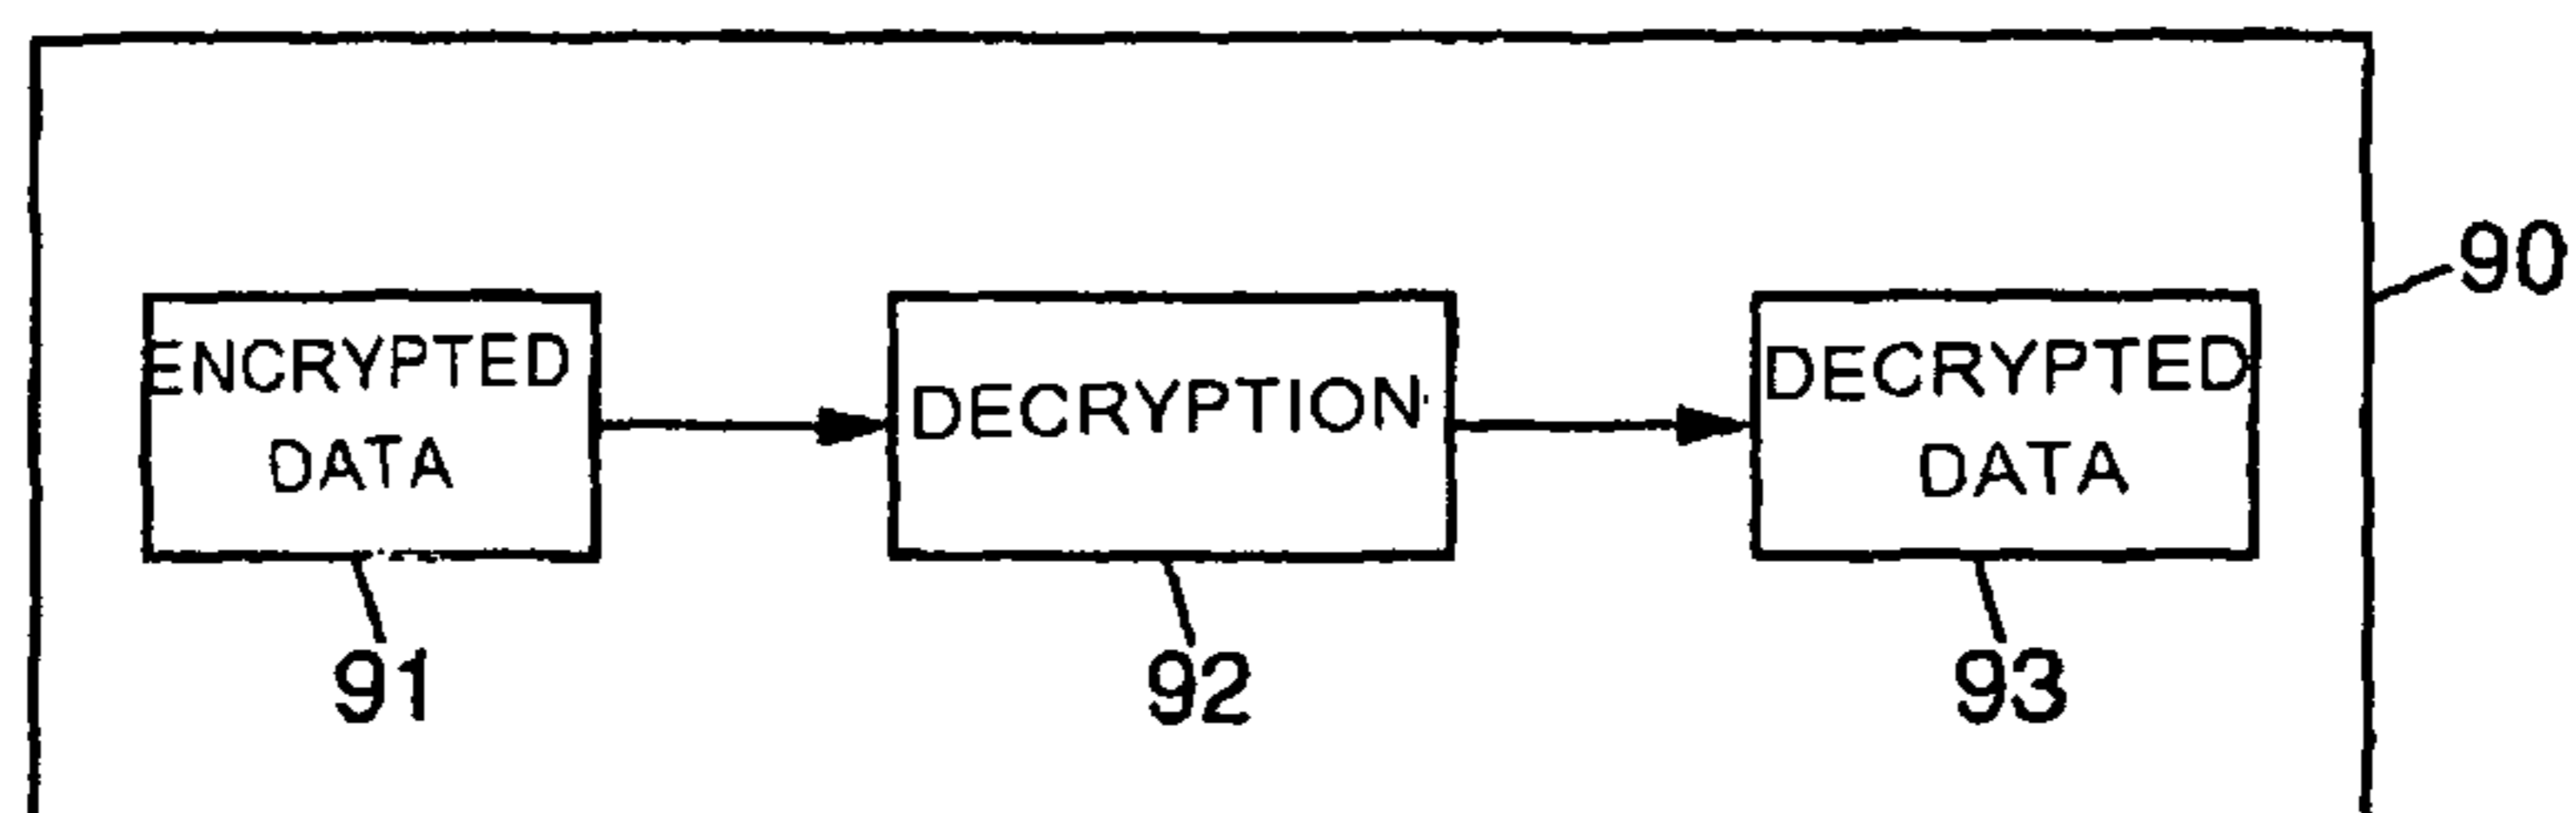 90
ENCRYPTED
DATA
DECRYPTION
DECRYPTED
DATA
91
92
93